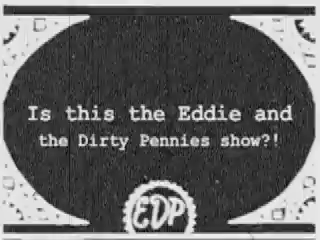 Is this the Eddie and
the Dirty Pennies show?!
EDP